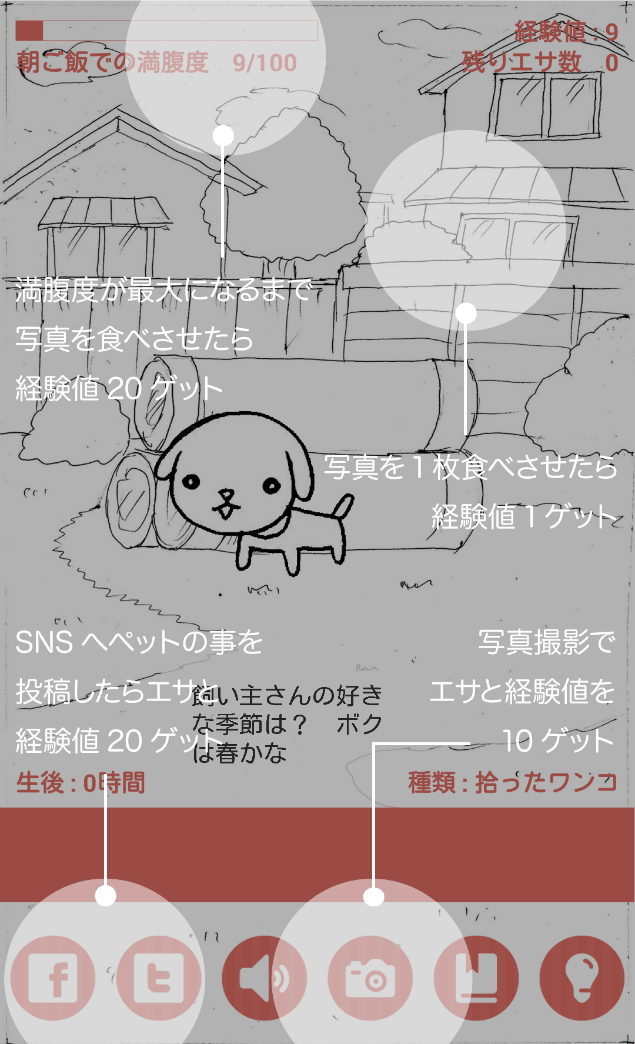 朝ご飯での満腹度 9/100
経験値 : 9
残りエサ数 0
満腹度が最大になるまで
写真を食べさせたら
経験値 20 ゲット
写真を 1 枚食べさせたら
経験値 1 ゲット
SNS へペットの事を
投稿したらエサと
経験値 20 ゲット
写真撮影で
エサと経験値を
10 ゲット
飼い主さんの好き
な季節は？ ボク
は春かな
生後 : 0時間
種類 : 拾ったワンコ